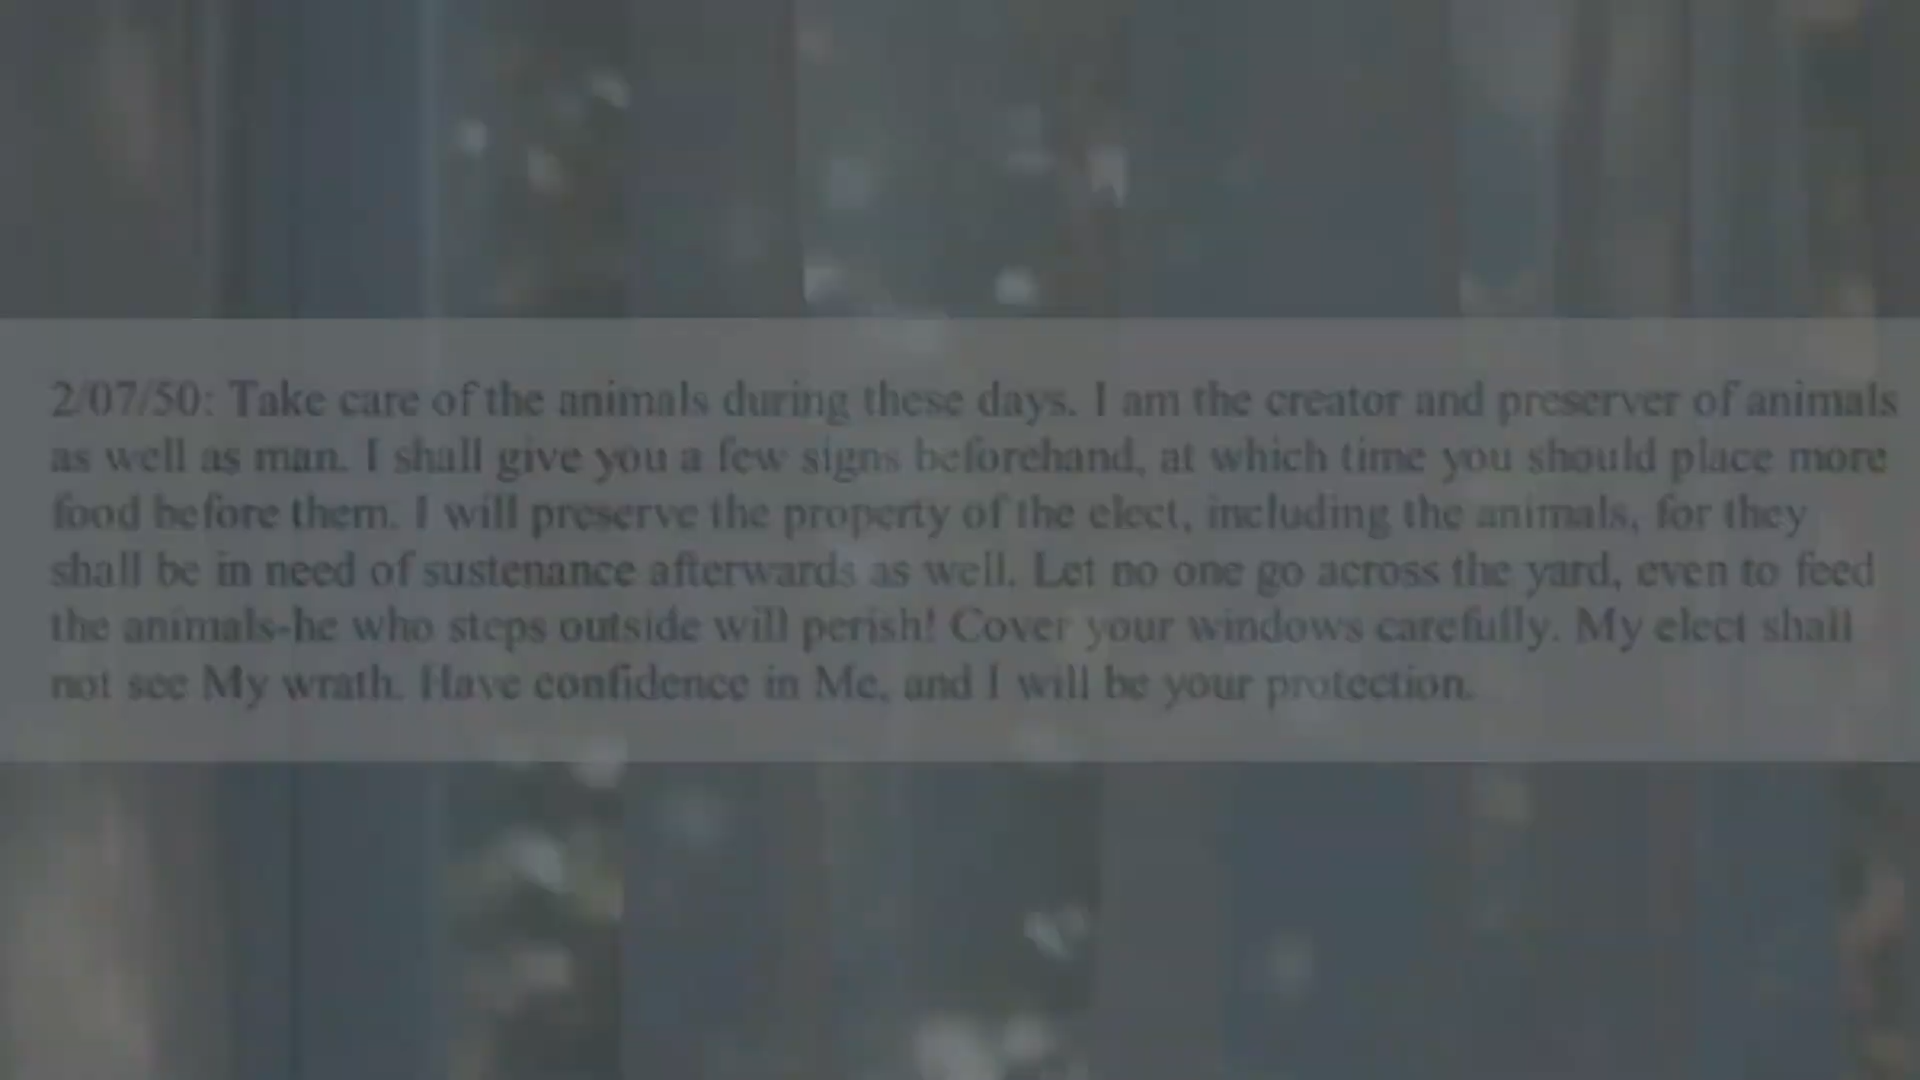 2/07/50: Take care of the animals during these days. I am the creator and preserver of animals
as well as man. I shall give you a few signs beforehand, at which time you should place more
food before them. I will preserve the property of the elect, including the animals, for they
shall be in need of sustenance afterwards as well. Let no one go across the yard, even to feed
the animals-he who steps outside will perish! Cover your windows carefully. My elect shall
not see My wrath. Have confidence in Me, and I will be your protection.